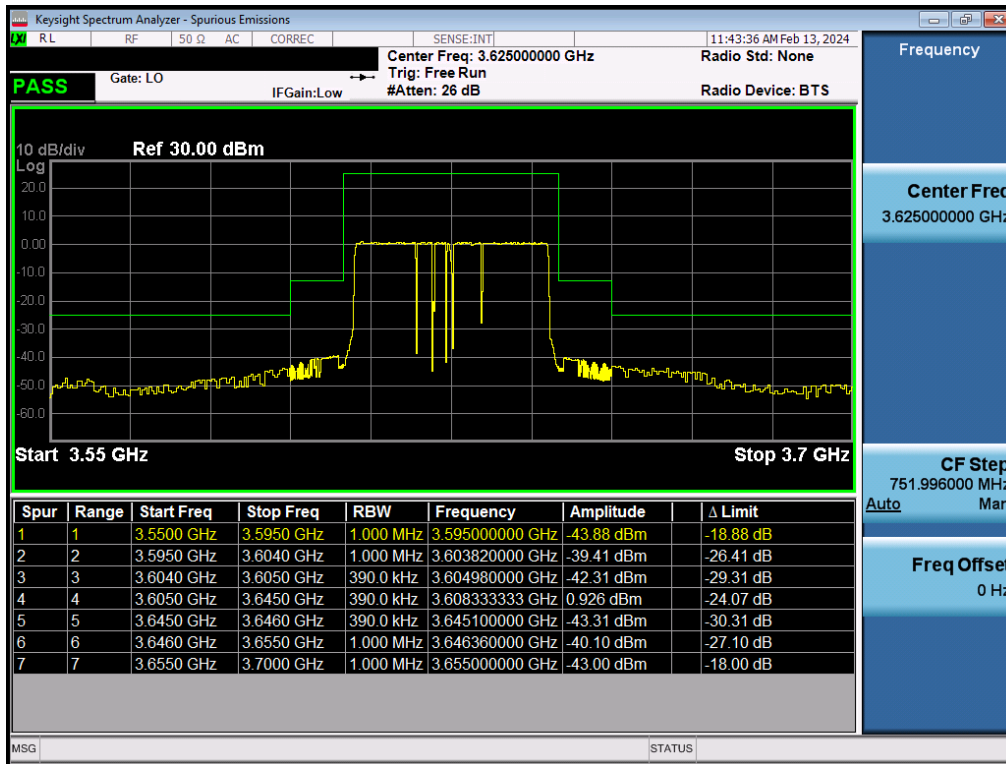 Keysight Spectrum Analyzer - Spurious Emissions
LXI RL RF 50 Ω AC CORREC SENSE:INT 11:43:36 AM Feb 13, 2024
Center Freq: 3.625000000 GHz Radio Std: None
PASS Gate: LO Trig: Free Run
IFGain:Low #Atten: 26 dB Radio Device: BTS
10 dB/div Ref 30.00 dBm
Log
20.0
10.0
0.00
-10.0
-20.0
-30.0
-40.0
-50.0
-60.0
Start 3.55 GHz Stop 3.7 GHz
Spur Range Start Freq Stop Freq RBW Frequency Amplitude Δ Limit
1 1 3.5500 GHz 3.5950 GHz 1.000 MHz 3.595000000 GHz -43.88 dBm -18.88 dB
2 2 3.5950 GHz 3.6040 GHz 1.000 MHz 3.603820000 GHz -39.41 dBm -26.41 dB
3 3 3.6040 GHz 3.6050 GHz 390.0 kHz 3.604980000 GHz -42.31 dBm -29.31 dB
4 4 3.6050 GHz 3.6450 GHz 390.0 kHz 3.608333333 GHz 0.926 dBm -24.07 dB
5 5 3.6450 GHz 3.6460 GHz 390.0 kHz 3.645100000 GHz -43.31 dBm -30.31 dB
6 6 3.6460 GHz 3.6550 GHz 1.000 MHz 3.646360000 GHz -40.10 dBm -27.10 dB
7 7 3.6550 GHz 3.7000 GHz 1.000 MHz 3.655000000 GHz -43.00 dBm -18.00 dB
MSG STATUS
Frequency
Center Freq
3.625000000 GHz
CF Step
751.996000 MHz
Auto Man
Freq Offset
0 Hz